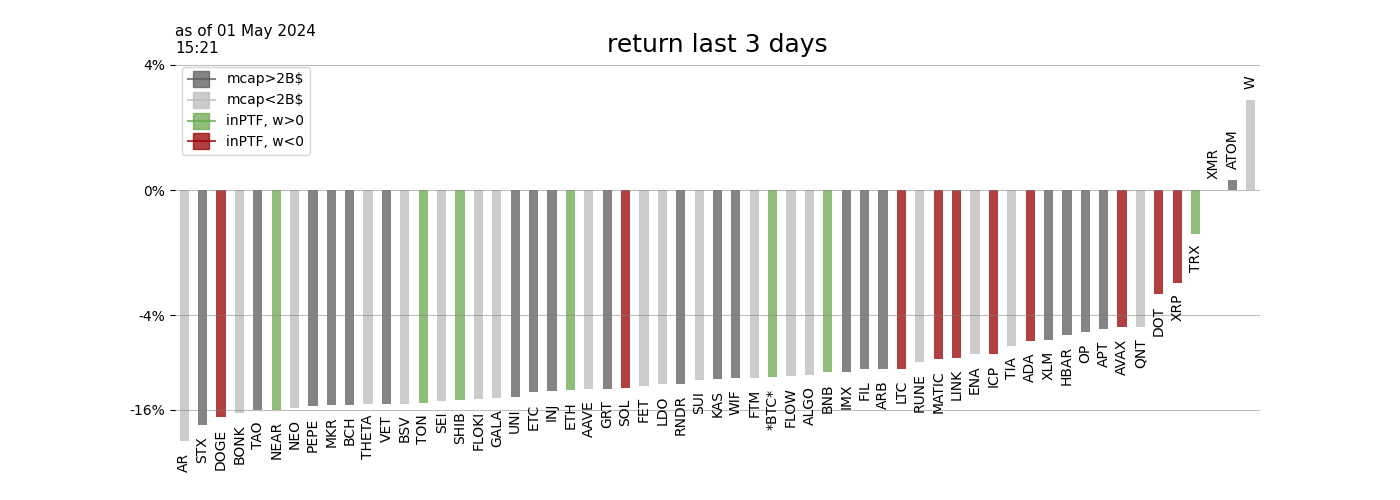 as of 01 May 2024
15:21
return last 3 days
4%
0%
-4%
-16%
mcap>2B$
mcap<2B$
inPTF, w>0
inPTF, w<0
AR
STX
DOGE
BONK
TAO
NEAR
NEO
PEPE
MKR
BCH
THETA
VET
BSV
TON
SEI
SHIB
FLOKI
GALA
UNI
ETC
INJ
ETH
AAVE
GRT
SOL
FET
LDO
RNDR
SUI
KAS
WIF
FTM
*BTC*
FLOW
ALGO
BNB
IMX
FIL
ARB
LTC
RUNE
MATIC
LINK
ENA
ICP
TIA
ADA
XLM
HBAR
OP
APT
AVAX
QNT
DOT
XRP
TRX
XMR
ATOM
W